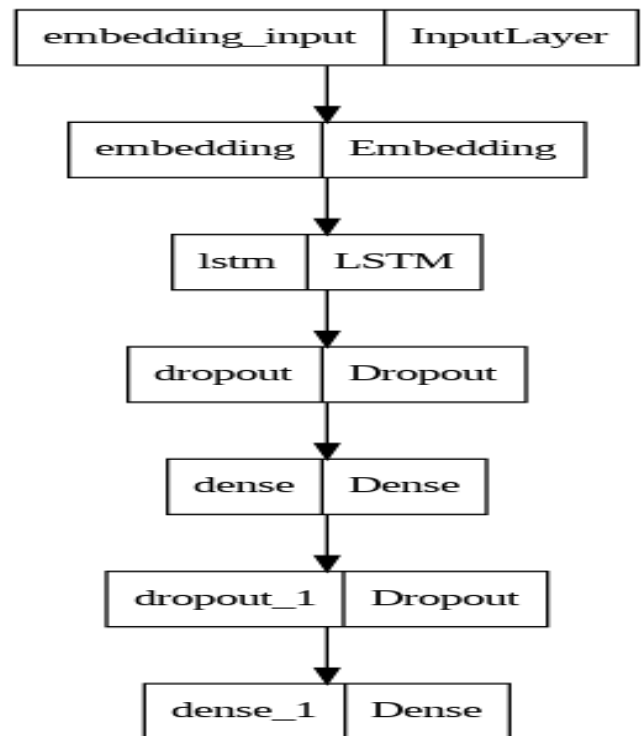 embedding_input InputLayer
embedding Embedding
lstm LSTM
dropout Dropout
dense Dense
dropout_1 Dropout
dense_1 Dense